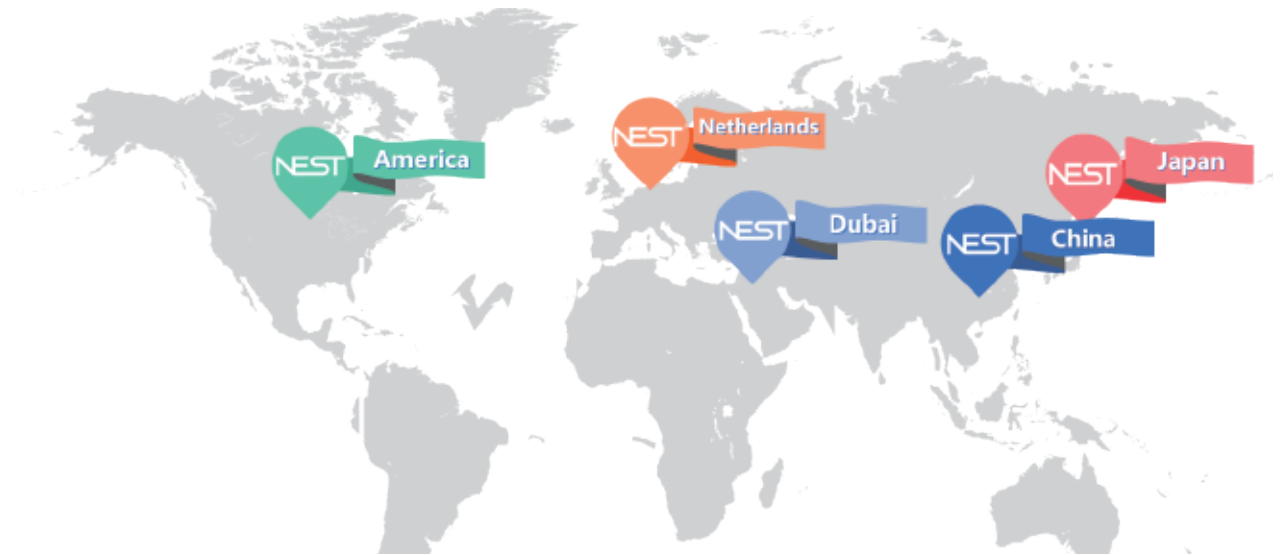 NEST
America
NEST
Netherlands
NEST
Japan
NEST
Dubai
NEST
China